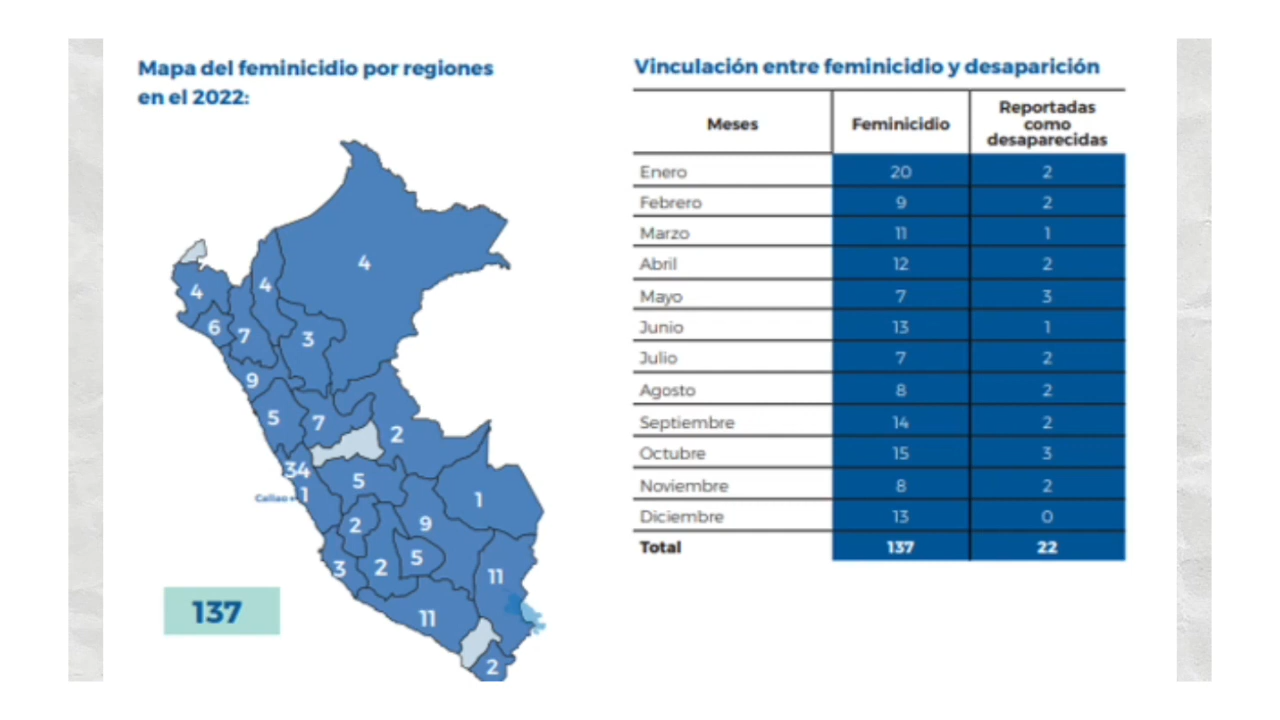 Mapa del feminicidio por regiones
en el 2022:
4
4
4
6
7
3
9
5
7
2
34
Callao
1
5
1
2
9
3
2
5
11
11
2
137
Vinculación entre feminicidio y desaparición
Meses Feminicidio Reportadas como desaparecidas
Enero 20 2
Febrero 9 2
Marzo 11 1
Abril 12 2
Mayo 7 3
Junio 13 1
Julio 7 2
Agosto 8 2
Septiembre 14 2
Octubre 15 3
Noviembre 8 2
Diciembre 13 0
Total 137 22